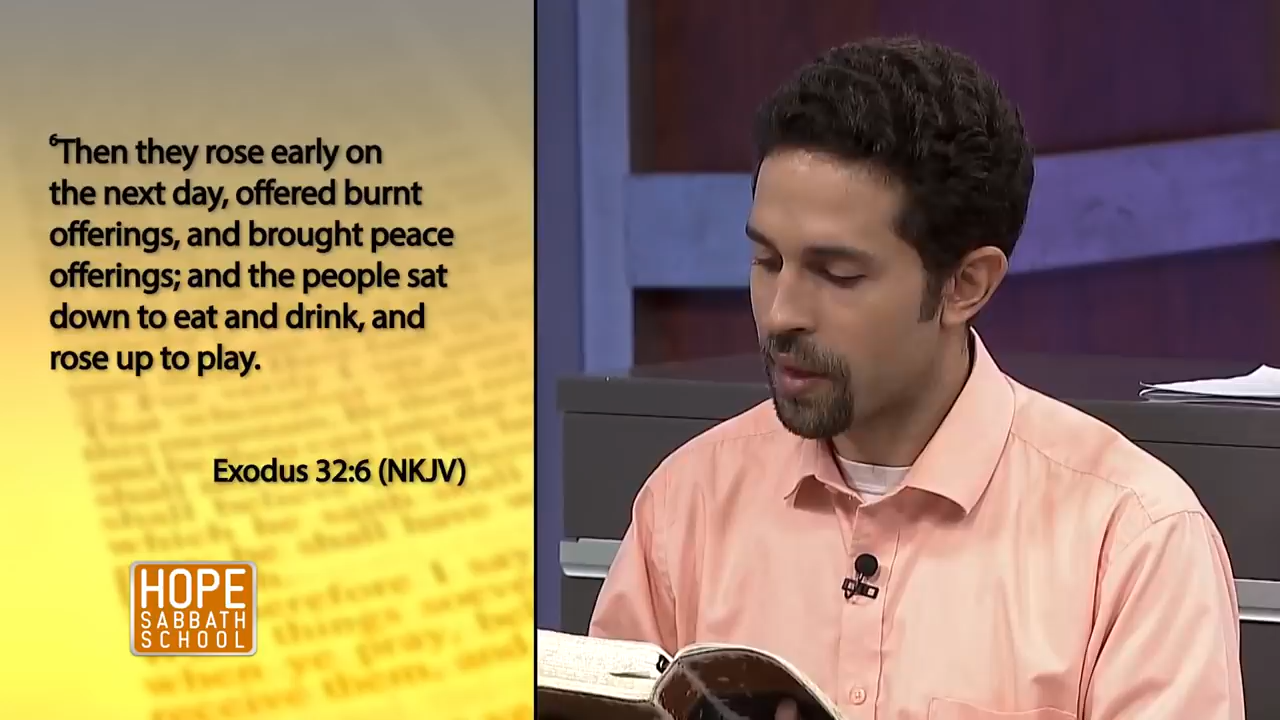 ⁶Then they rose early on
the next day, offered burnt
offerings, and brought peace
offerings; and the people sat
down to eat and drink, and
rose up to play.
Exodus 32:6 (NKJV)
HOPE
SABBATH
SCHOOL